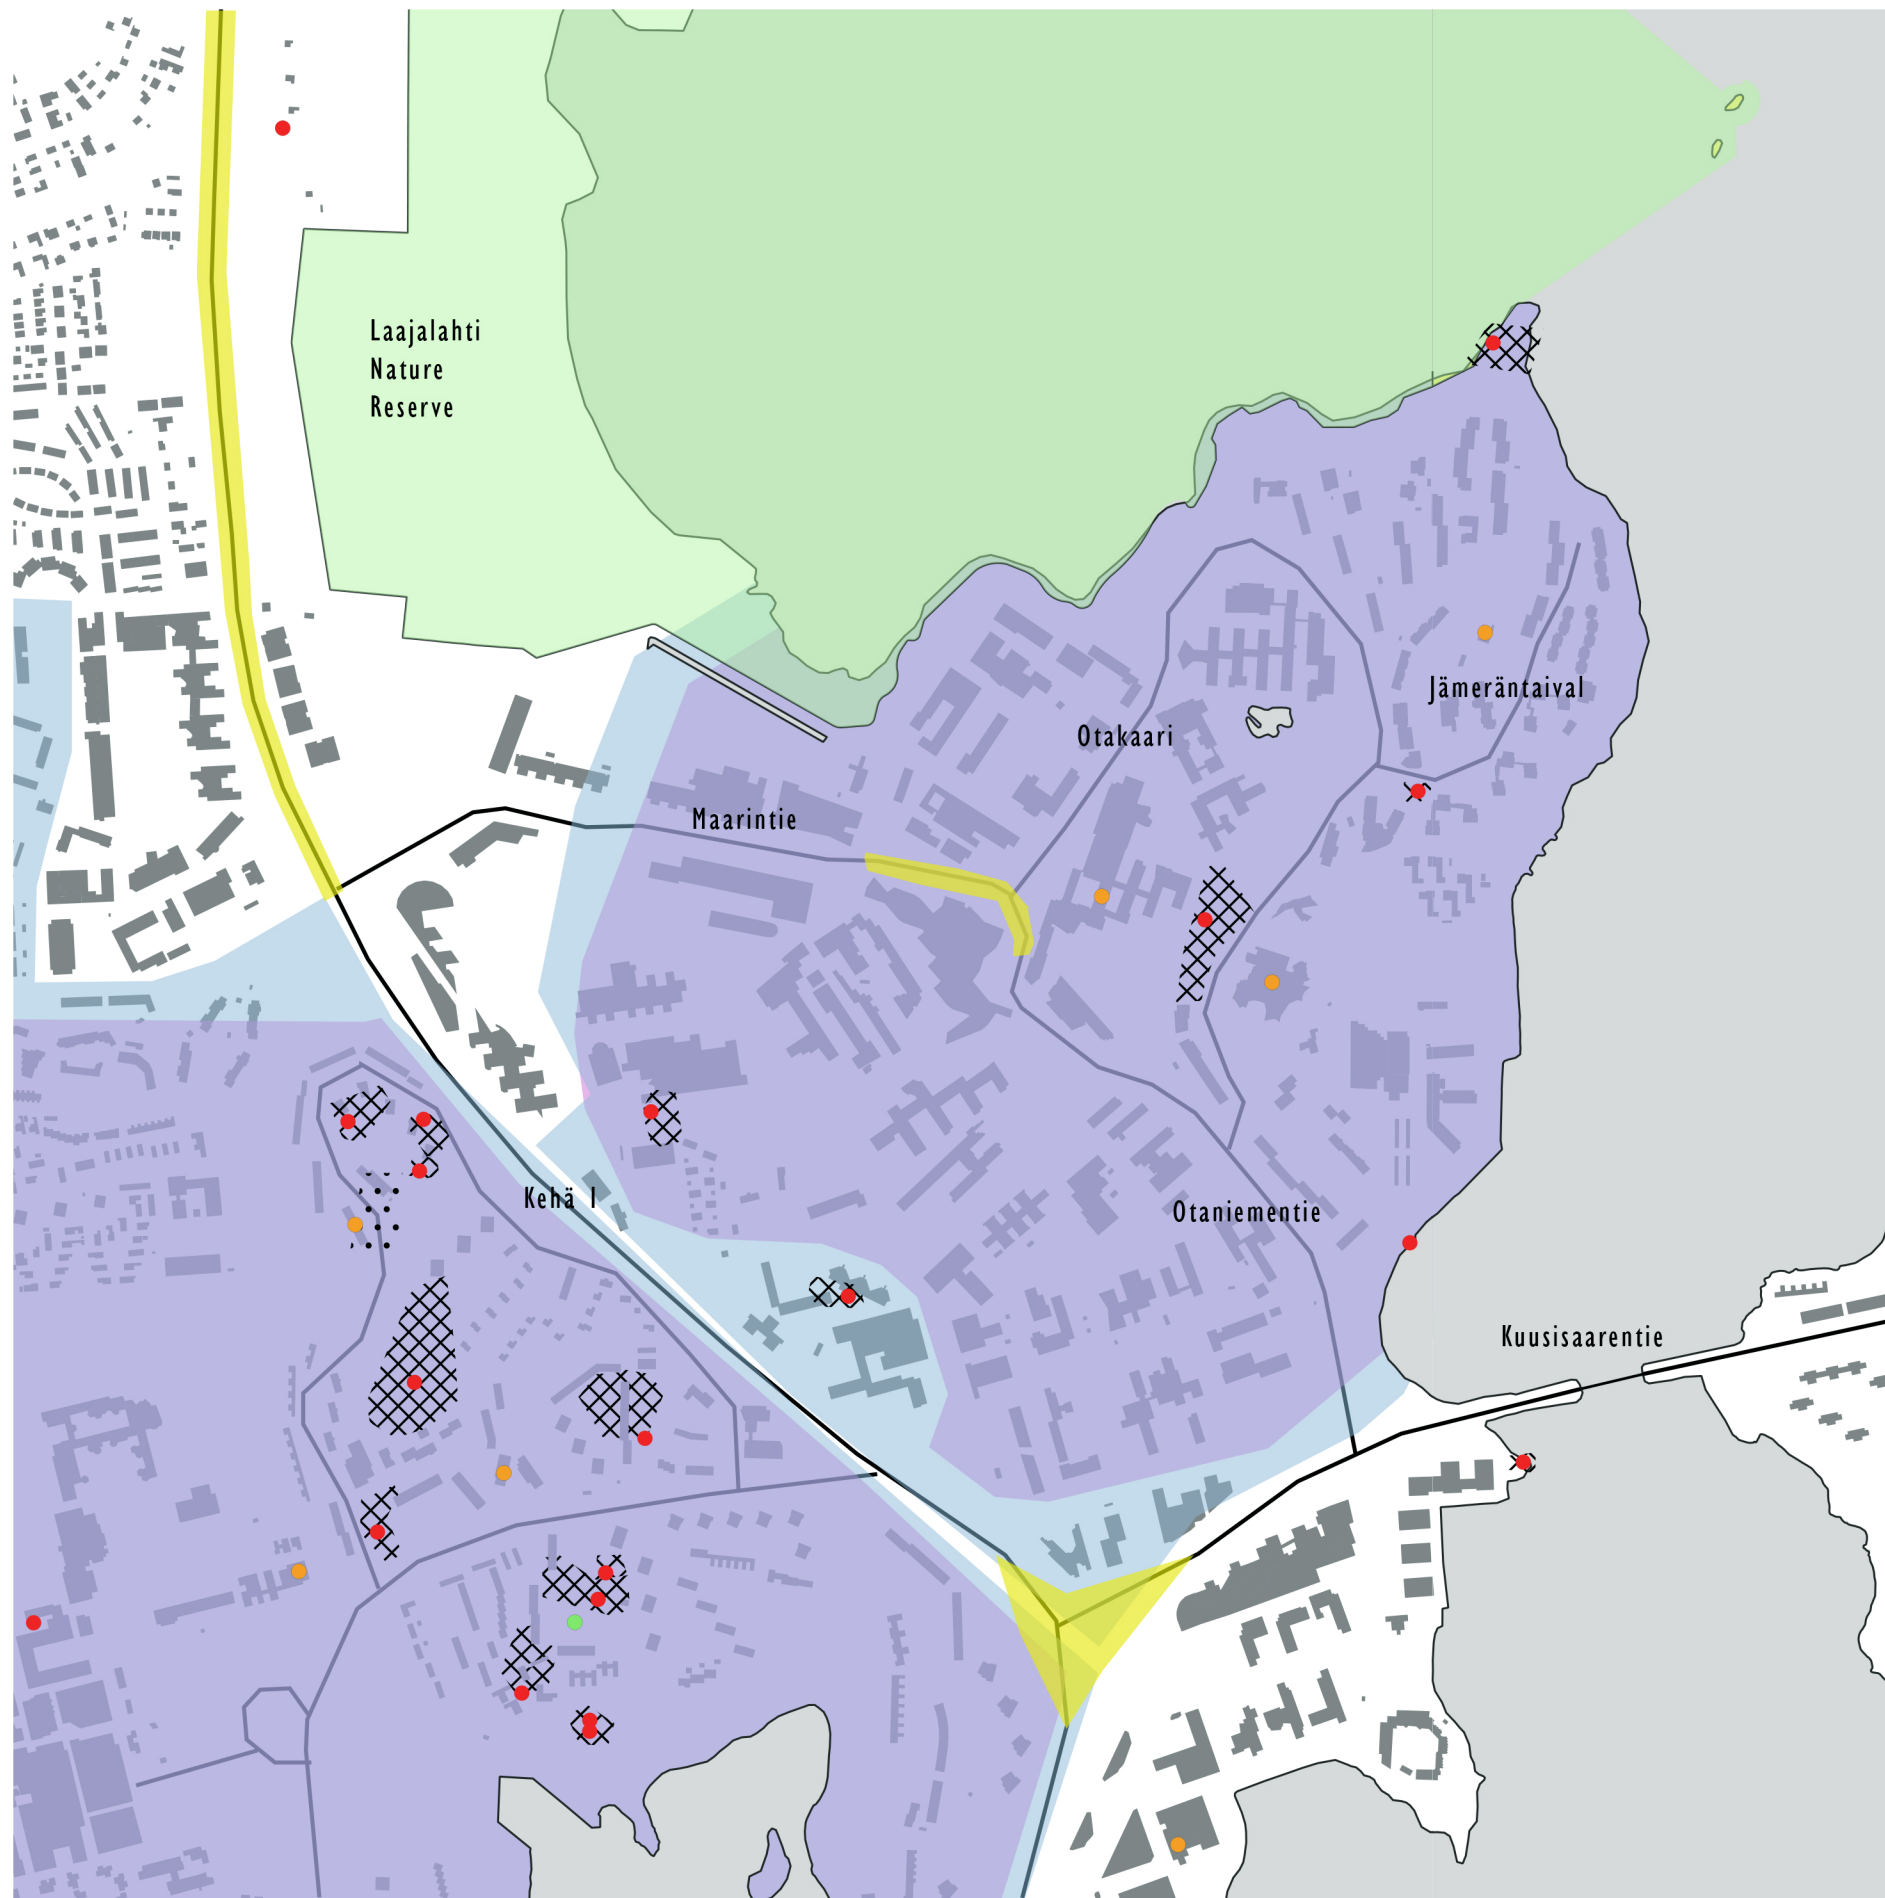 Laajalahti
Nature
Reserve
Jämeräntaival
Otakaari
Maarintie
Kehä I
Otaniementie
Kuusisaarentie